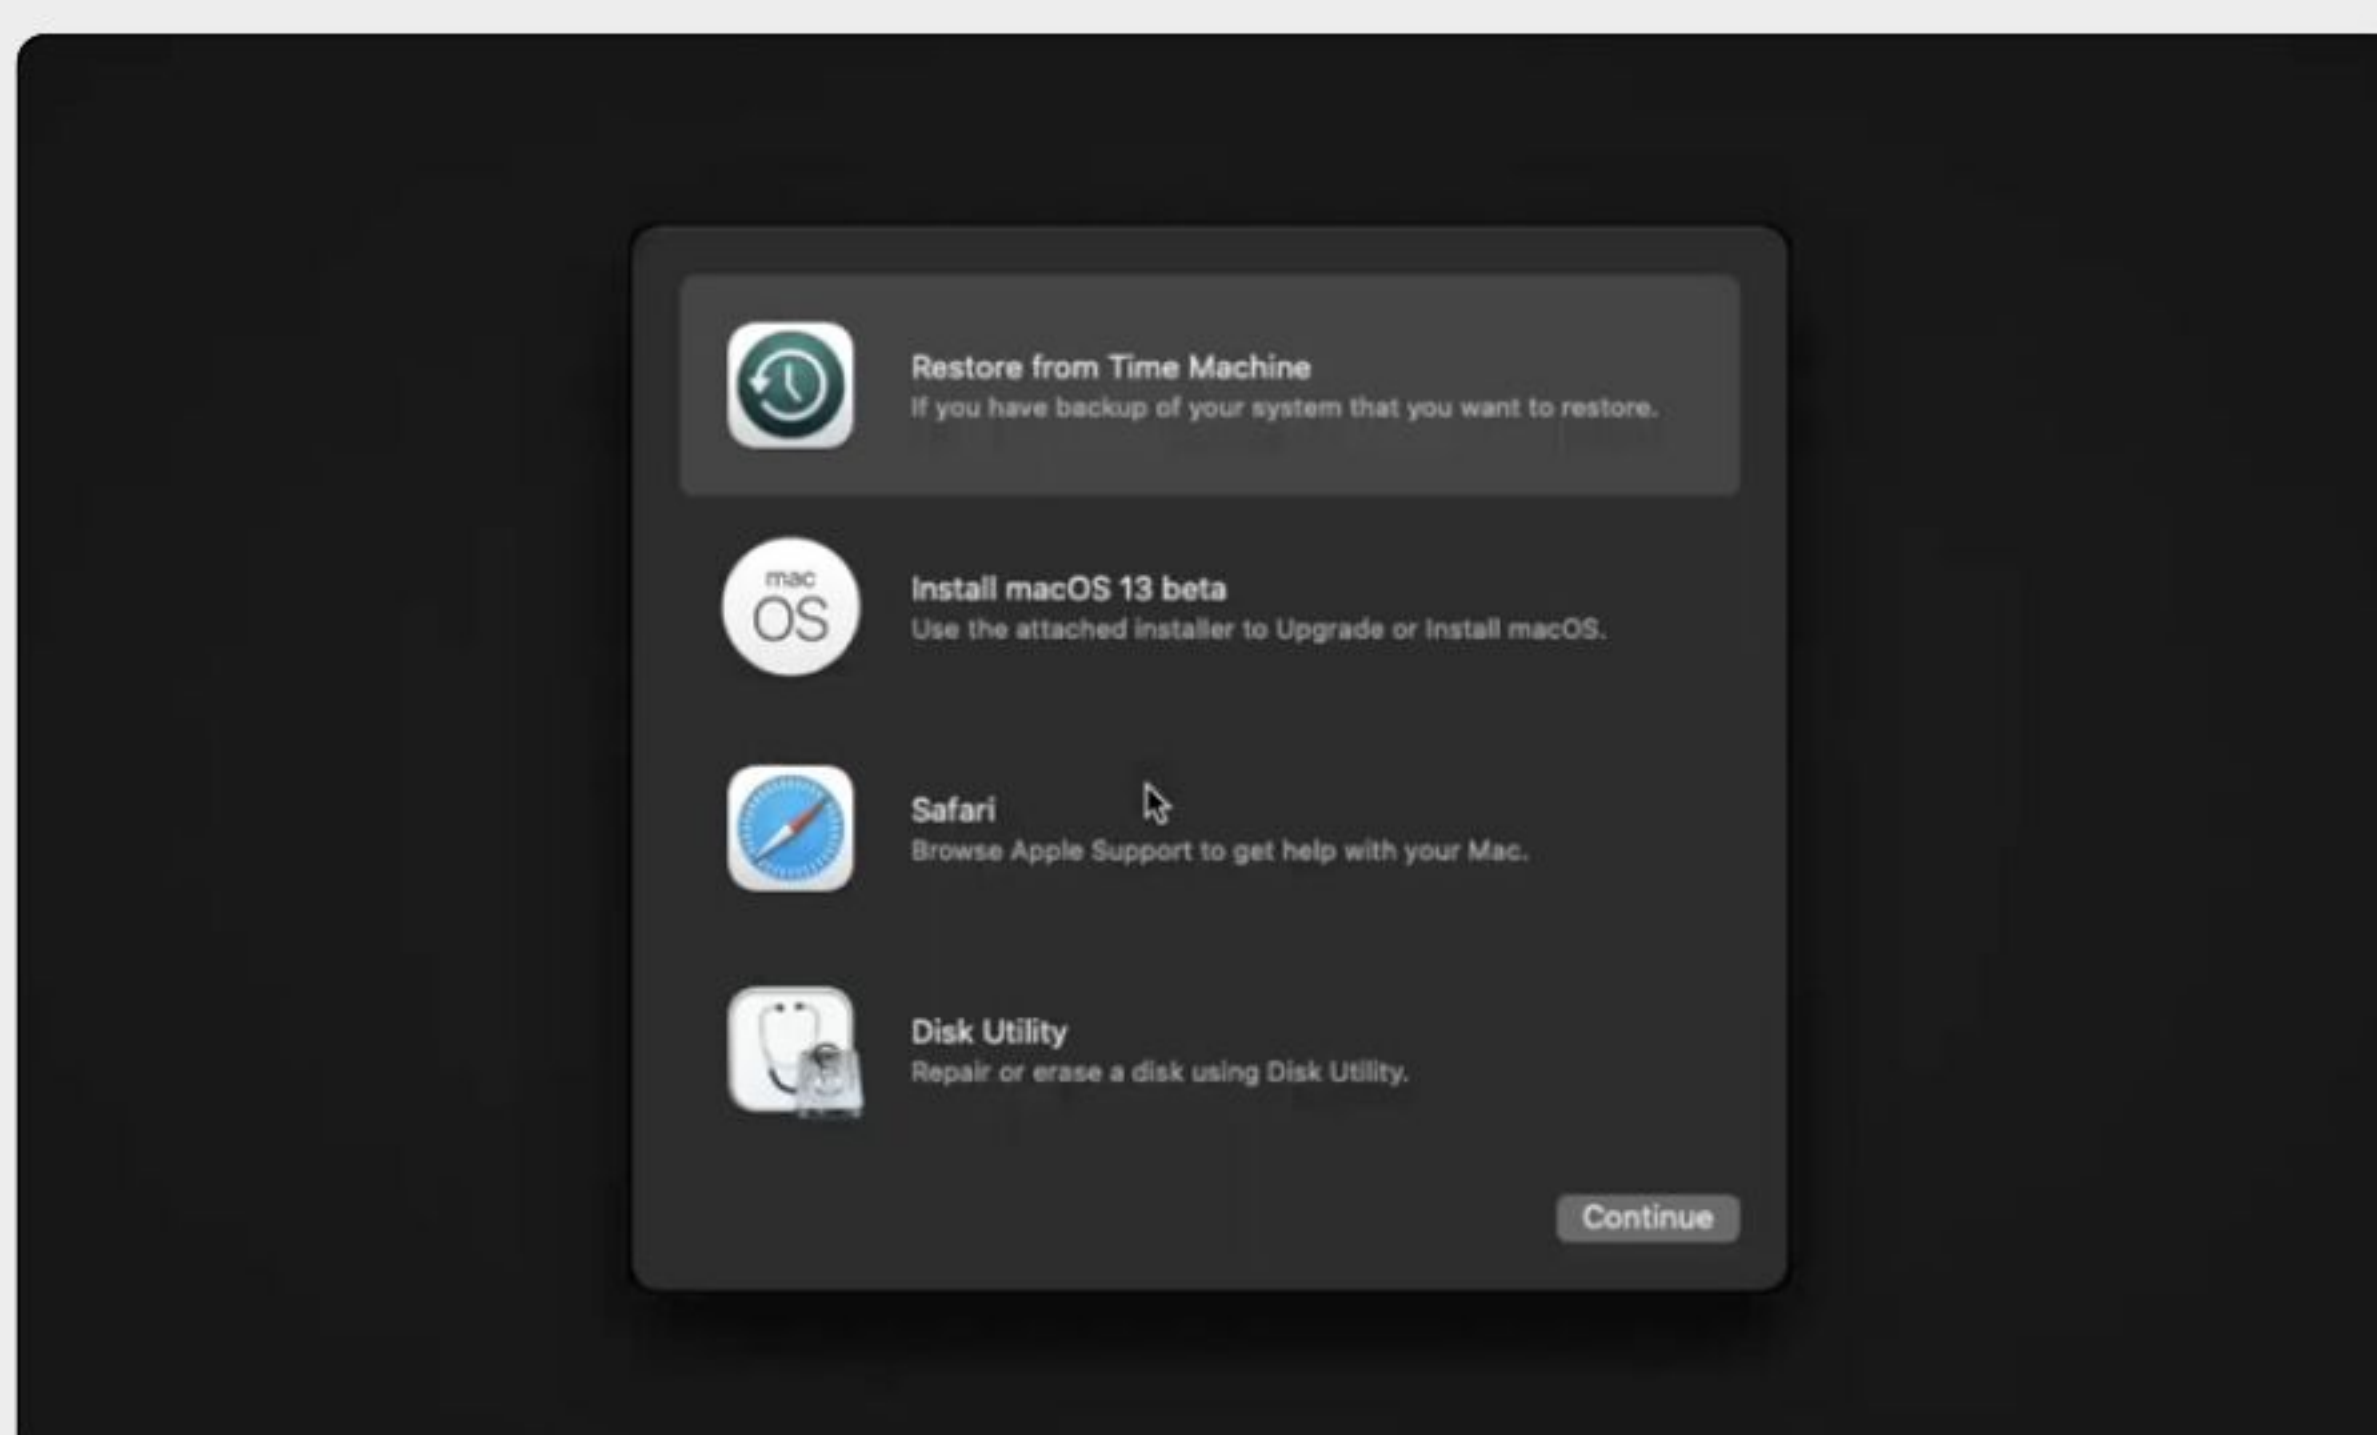 Restore from Time Machine
If you have backup of your system that you want to restore.
mac
OS
Install macOS 13 beta
Use the attached installer to Upgrade or Install macOS.
Safari
Browse Apple Support to get help with your Mac.
Disk Utility
Repair or erase a disk using Disk Utility.
Continue